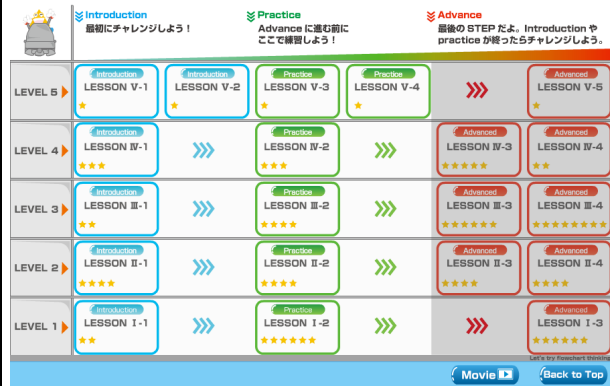 Introduction
最初にチャレンジしよう！
Practice
Advance に進む前に
ここで練習しよう！
Advance
最後の STEP だよ。Introduction や
practice が終ったらチャレンジしよう。
LEVEL 5
Introduction
LESSON V-1
Introduction
LESSON V-2
Practice
LESSON V-3
Practice
LESSON V-4
Advanced
LESSON V-5
LEVEL 4
Introduction
LESSON Ⅳ-1
Practice
LESSON Ⅳ-2
Advanced
LESSON Ⅳ-3
Advanced
LESSON Ⅳ-4
LEVEL 3
Introduction
LESSON Ⅲ-1
Practice
LESSON Ⅲ-2
Advanced
LESSON Ⅲ-3
Advanced
LESSON Ⅲ-4
LEVEL 2
Introduction
LESSON Ⅱ-1
Practice
LESSON Ⅱ-2
Advanced
LESSON Ⅱ-3
Advanced
LESSON Ⅱ-4
LEVEL 1
Introduction
LESSON Ⅰ-1
Practice
LESSON Ⅰ-2
Advanced
LESSON Ⅰ-3
Let's try Flowchart thinking
Movie
Back to Top